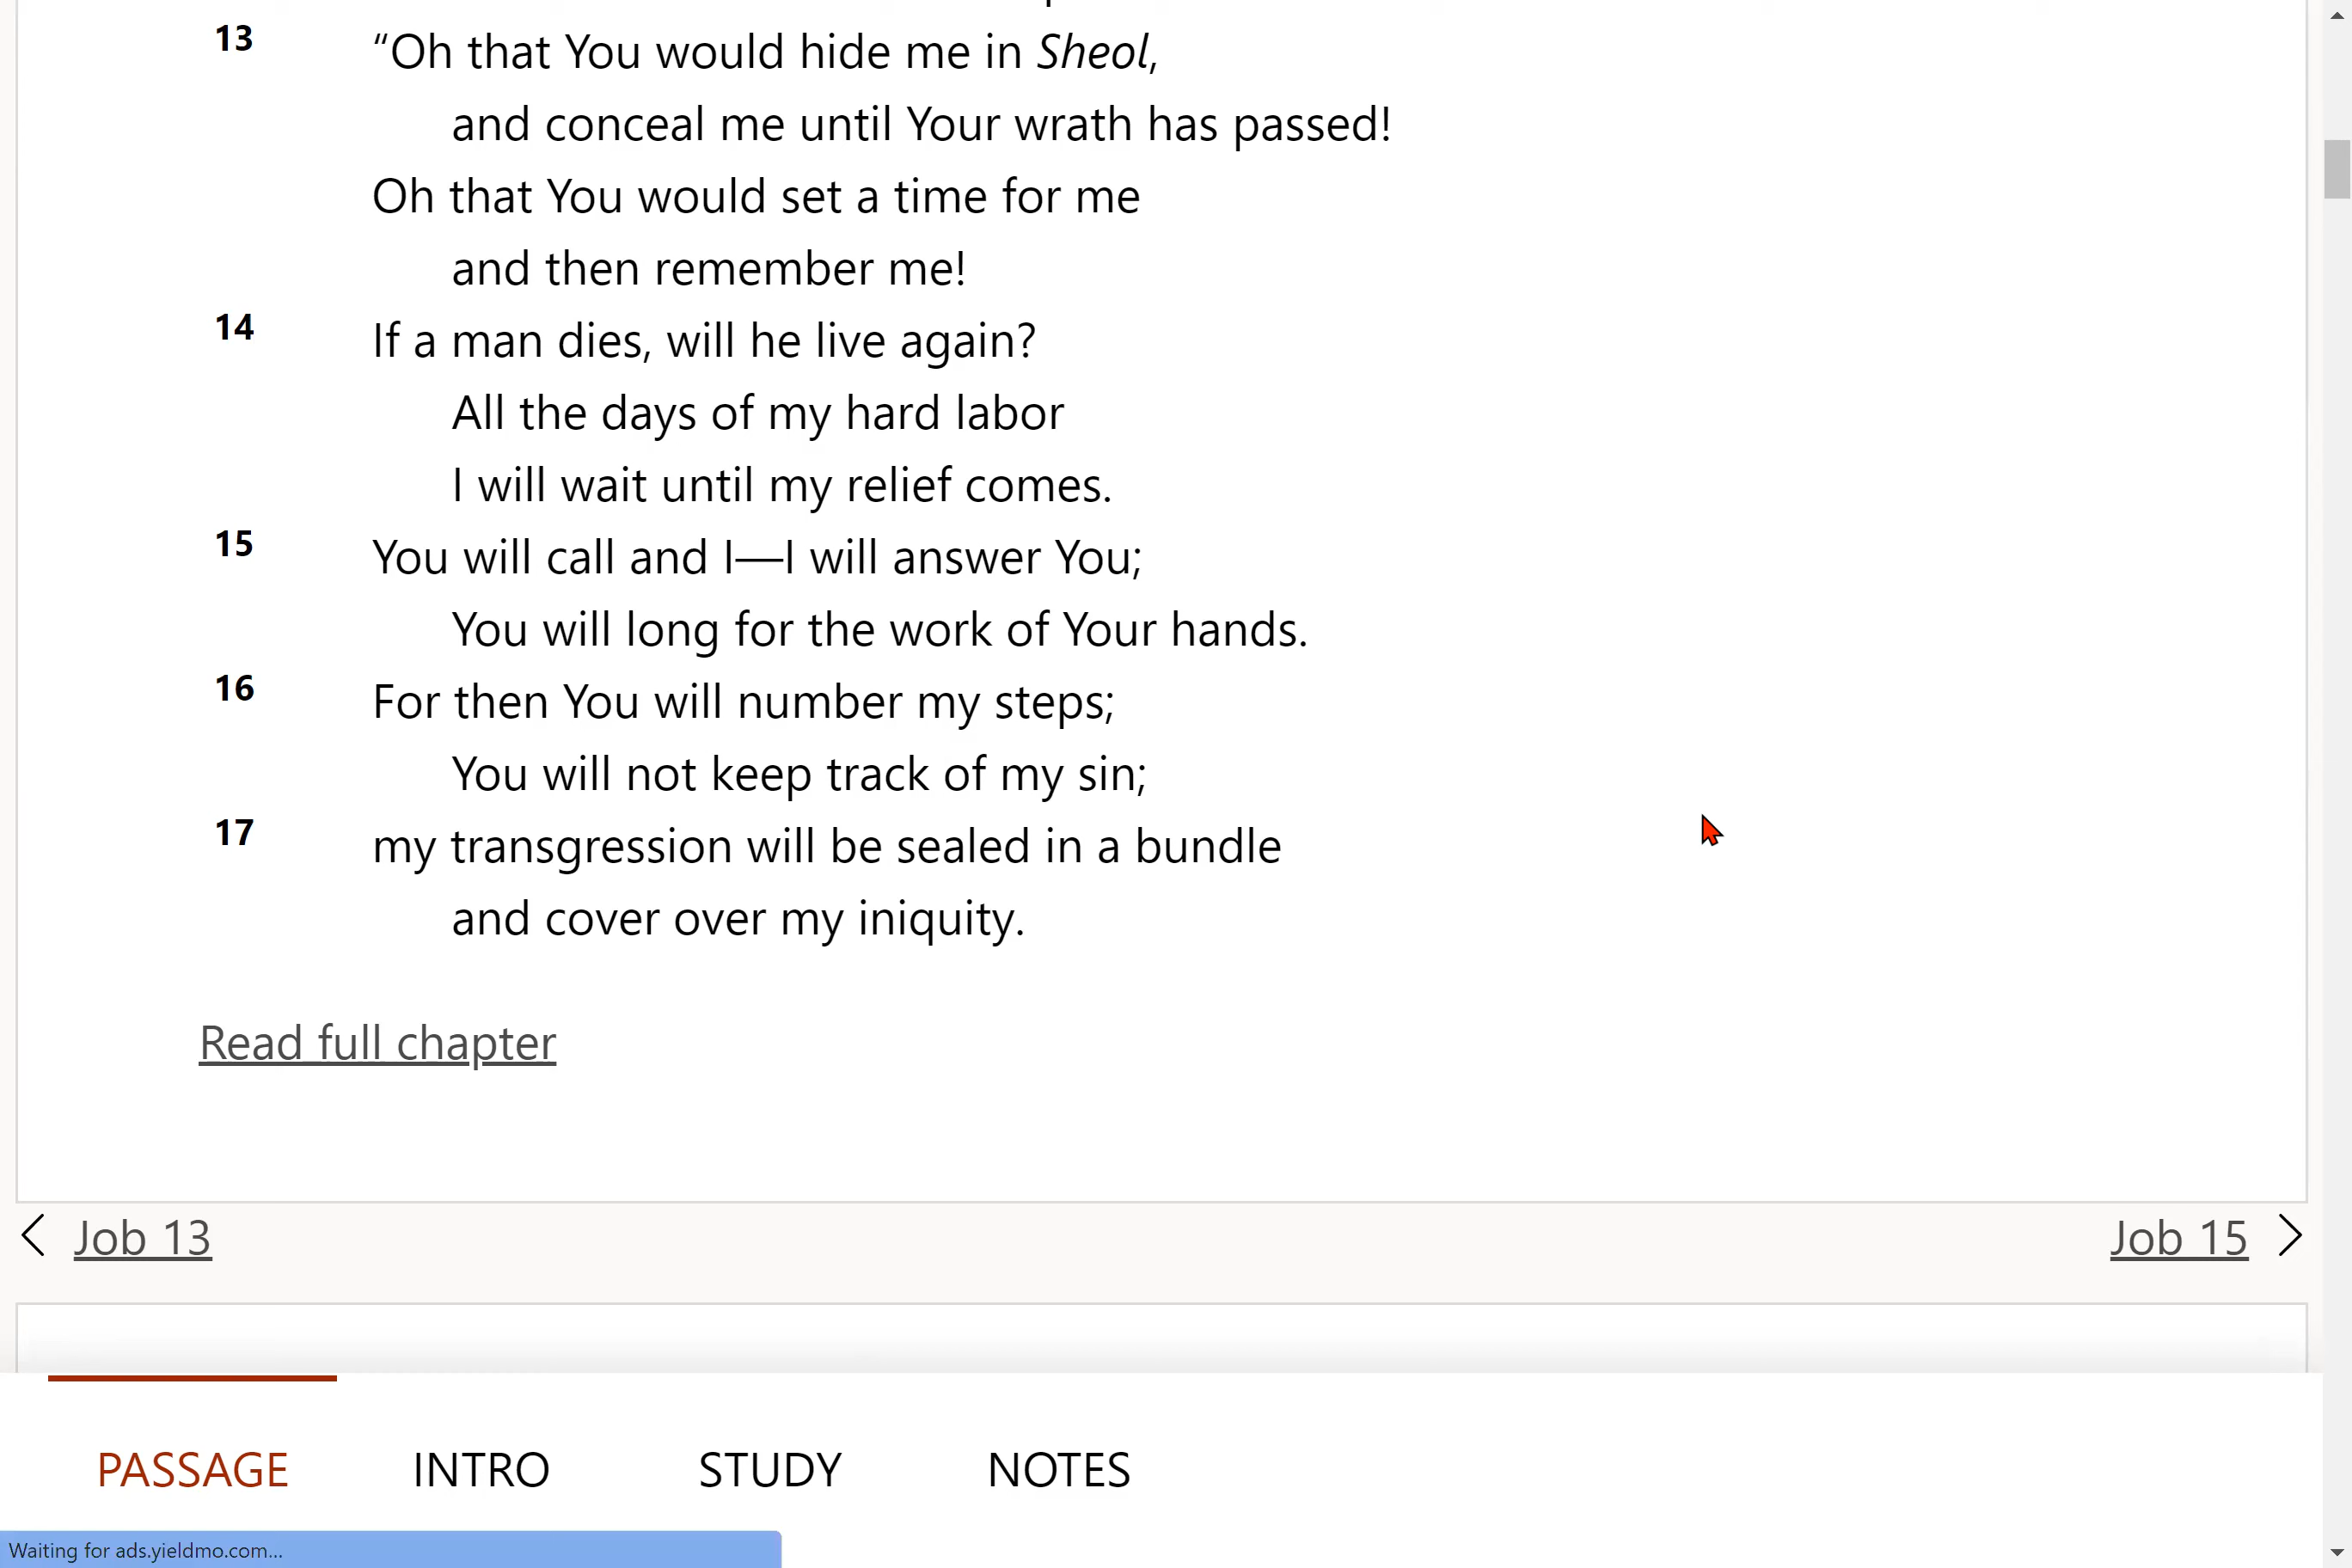 13 “Oh that You would hide me in Sheol,
and conceal me until Your wrath has passed!
Oh that You would set a time for me
and then remember me!
14 If a man dies, will he live again?
All the days of my hard labor
I will wait until my relief comes.
15 You will call and I—I will answer You;
You will long for the work of Your hands.
16 For then You will number my steps;
You will not keep track of my sin;
17 my transgression will be sealed in a bundle
and cover over my iniquity.
Read full chapter
Job 13
Job 15
PASSAGE INTRO STUDY NOTES
Waiting for ads.yieldmo.com...